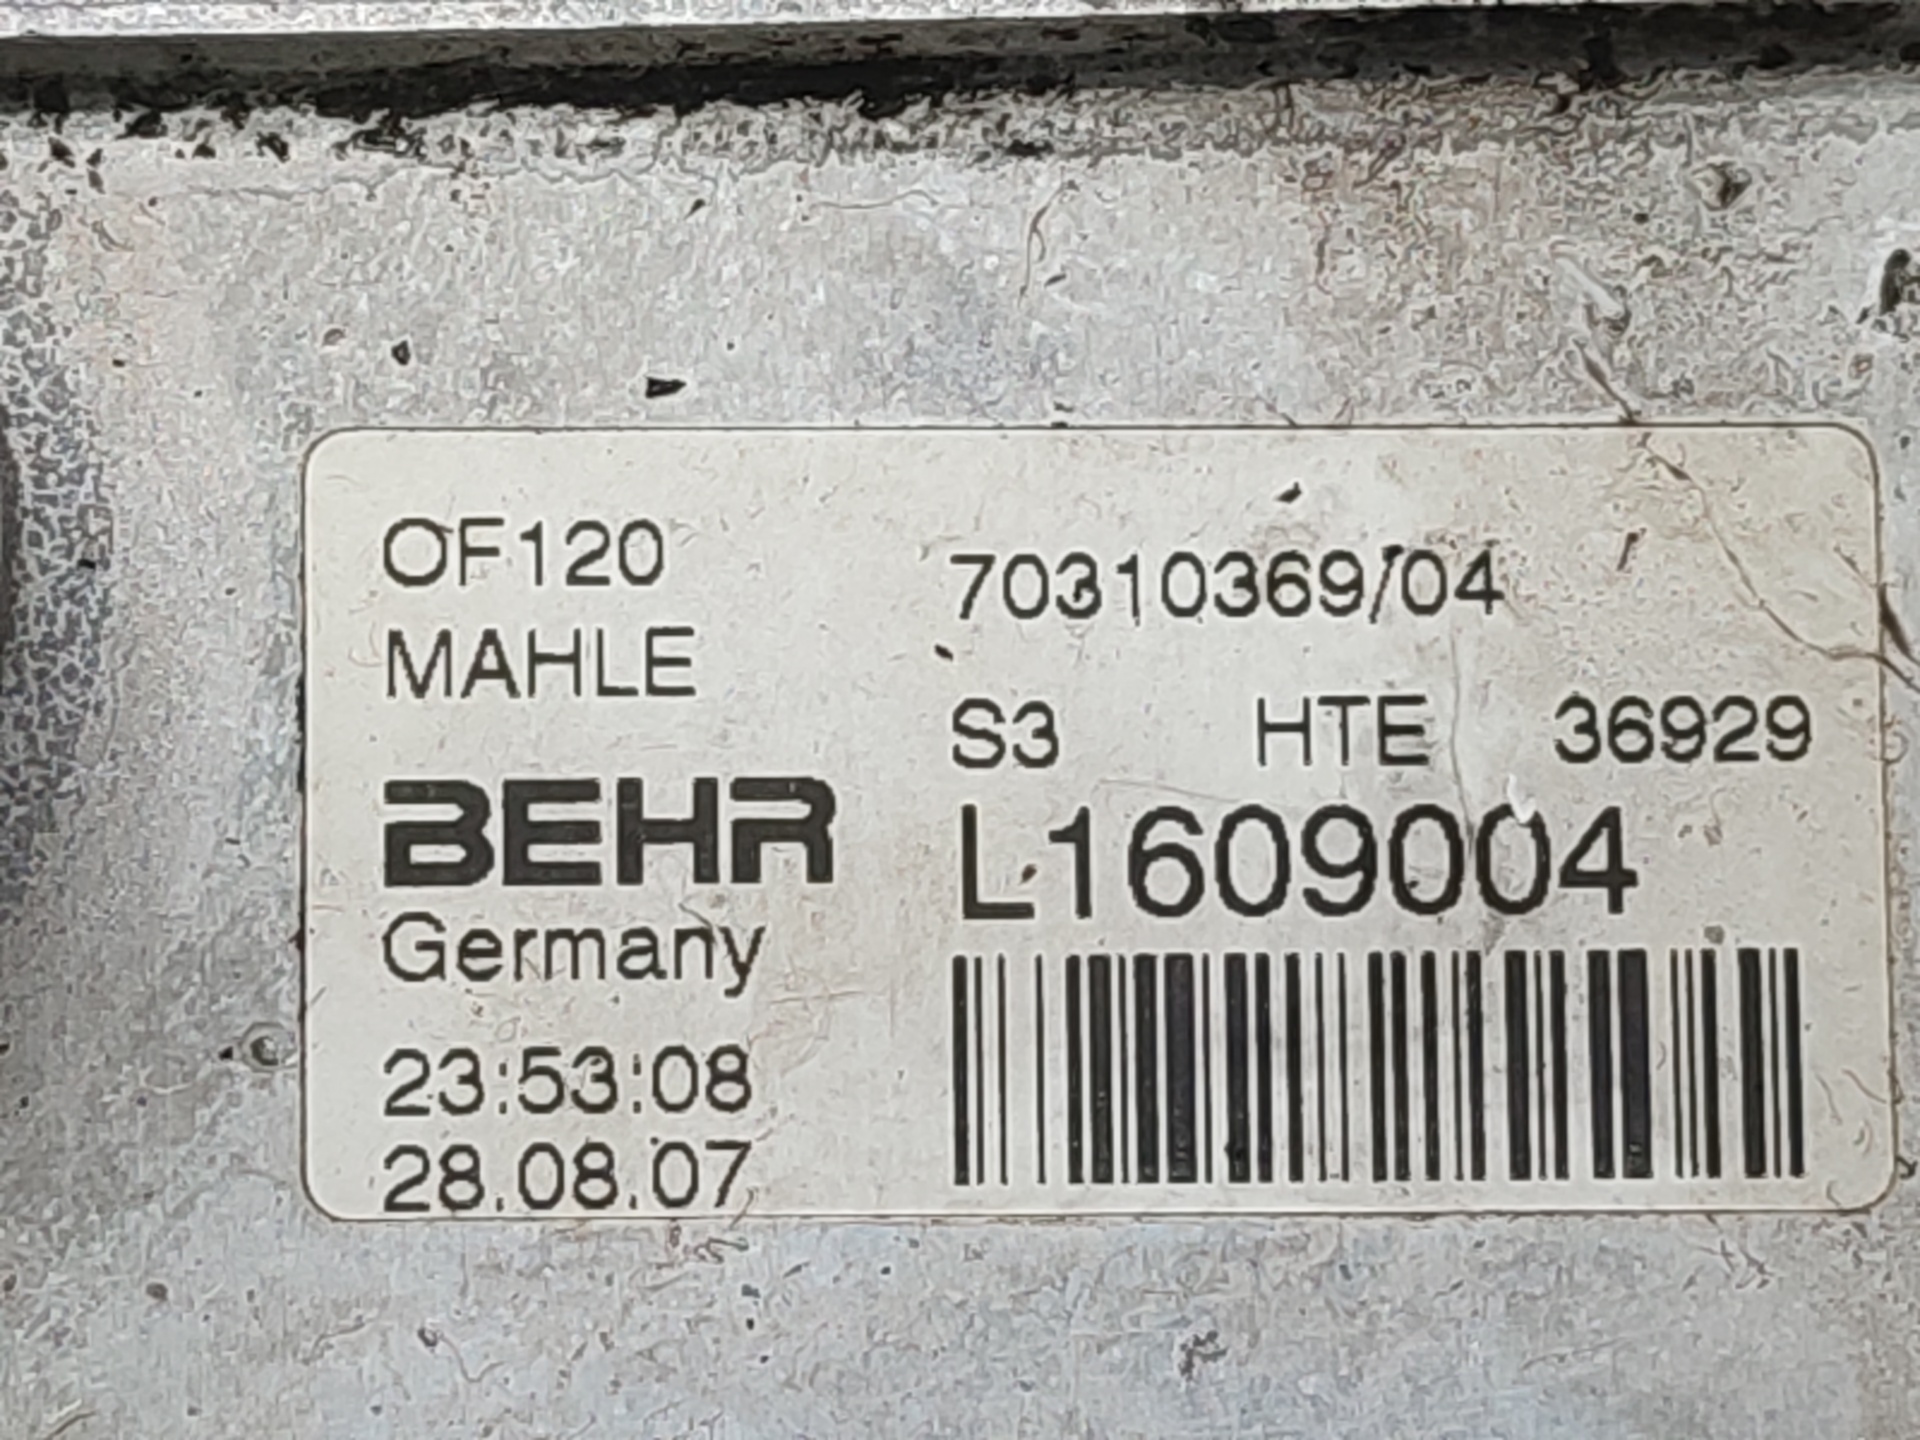 OF120
MAHLE
BEHR
Germany
23:53:08
28.08.07
70310369/04
S3 HTE 36929
L1609004